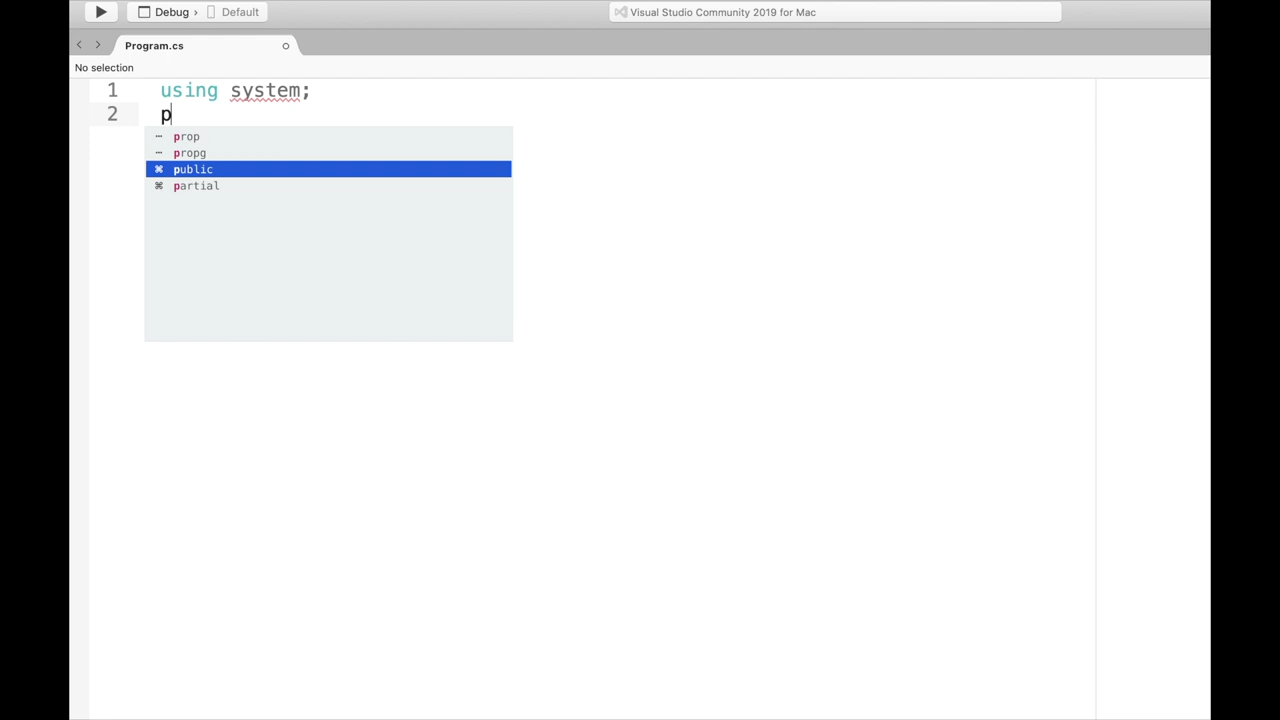 Debug › Default
Visual Studio Community 2019 for Mac
Program.cs
No selection
1 using system;
2 p
prop
propg
public
partial